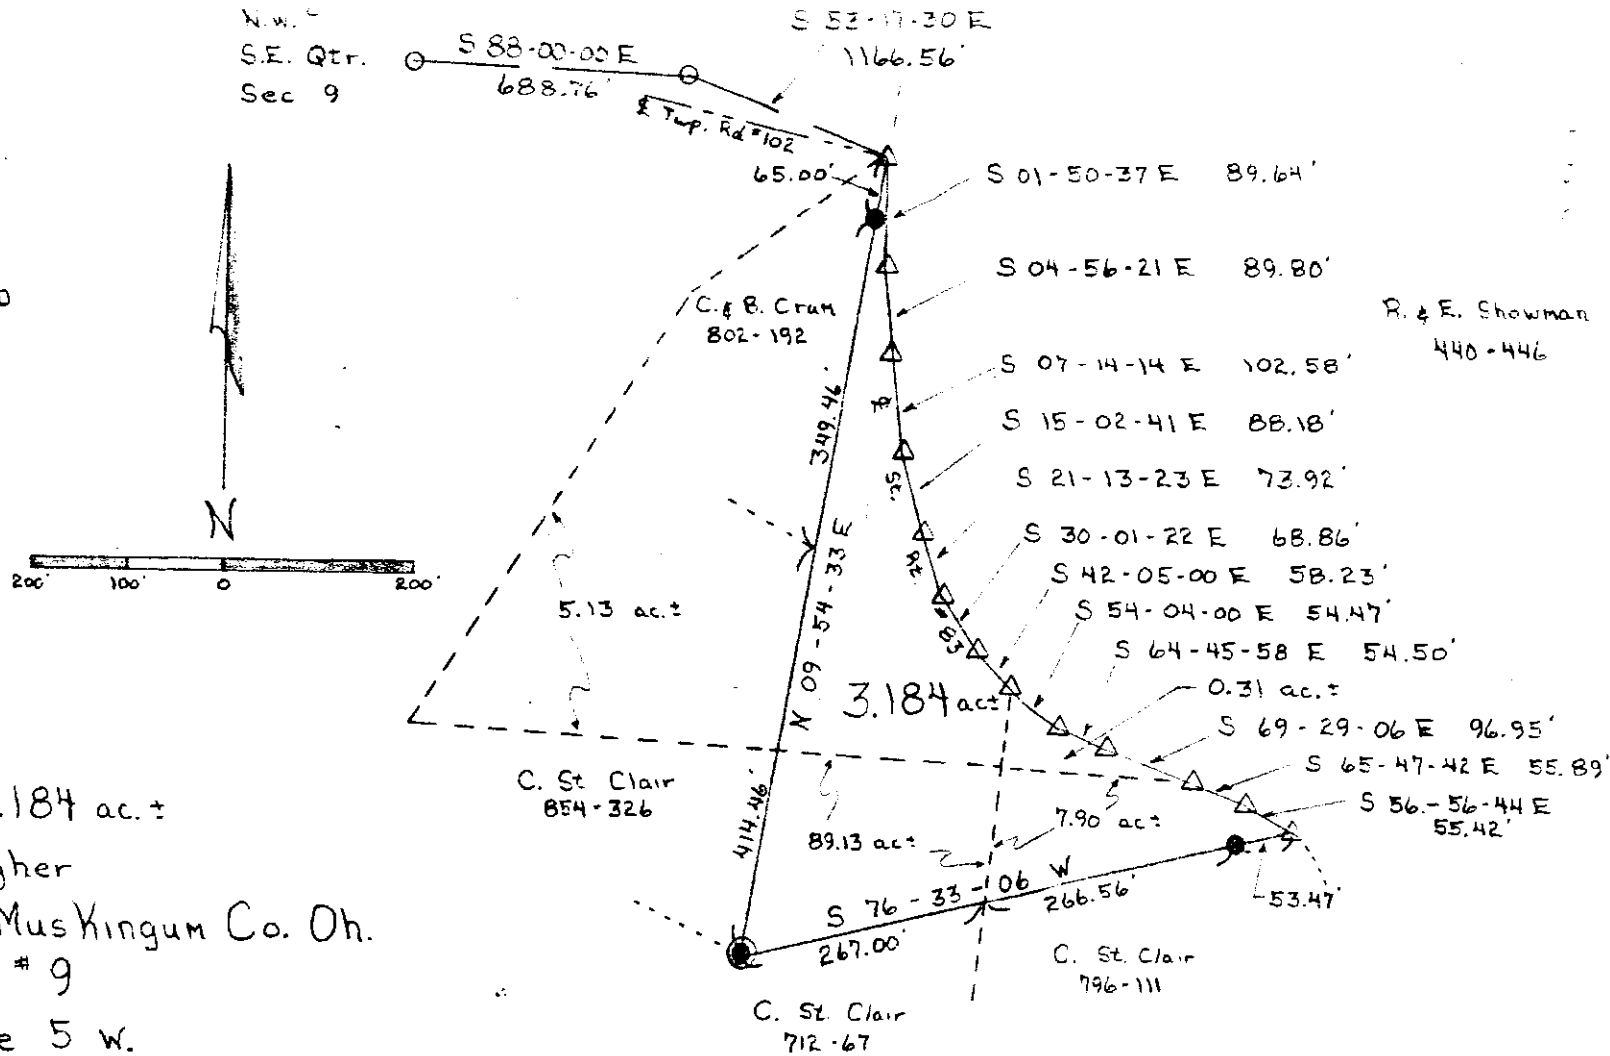 N.W.
S.E. Qtr.
Sec 9
S 88-00-00 E
688.76'
S 53-17-30 E
1166.56'
℄ Twp. Rd #102
65.00'
S 01-50-37 E 89.64'
S 04-56-21 E 89.80'
C. & B. Crum
802-192
R. & E. Showman
440-446
S 07-14-14 E 102.58'
349.46'
℄ St. Rt. #83
S 15-02-41 E 88.18'
S 21-13-23 E 73.92'
N
200' 100' 0 200'
S 30-01-22 E 68.86'
S 42-05-00 E 58.23'
5.13 ac.±
N 09-54-33 E
S 54-04-00 E 54.47'
S 64-45-58 E 54.50'
3.184 ac±
0.31 ac.±
S 69-29-06 E 96.95'
S 65-47-42 E 55.89'
C. St Clair
854-326
414.46'
89.13 ac±
7.90 ac±
S 56-56-44 E
55.42'
.184 ac.±
gher
Muskingum Co. Oh.
# 9
e 5 W.
S 76-33-06 W
267.00'
266.56'
53.47'
C. St. Clair
796-111
C. St. Clair
712-67